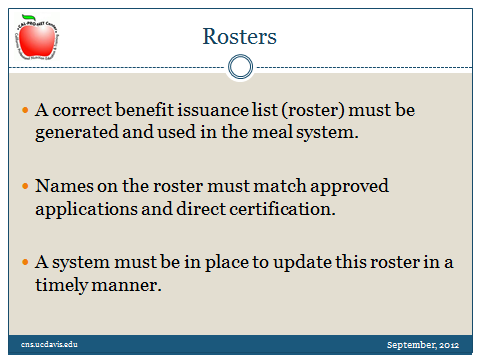 Rosters
A correct benefit issuance list (roster) must be
generated and used in the meal system.
Names on the roster must match approved
applications and direct certification.
A system must be in place to update this roster in a
timely manner.
cns.ucdavis.edu
September, 2012